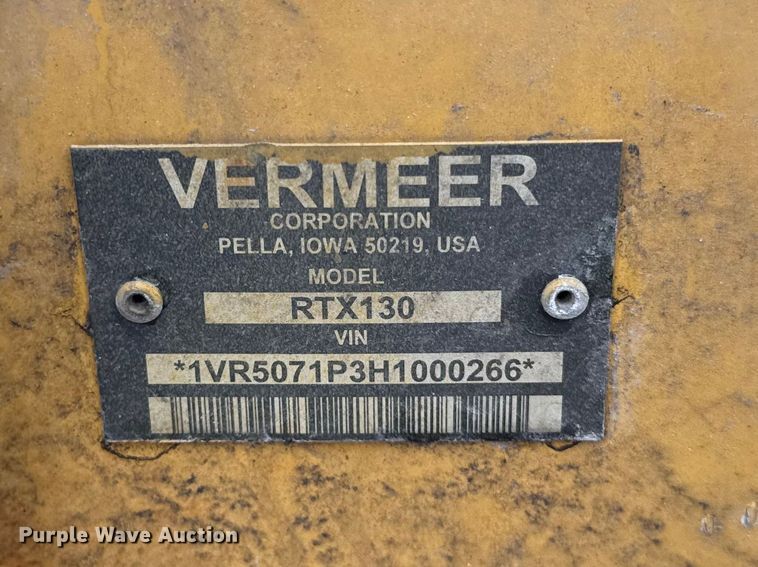 VERMEER
CORPORATION
PELLA, IOWA 50219, USA
MODEL
RTX130
VIN
*1VR5071P3H1000266*
Purple Wave Auction